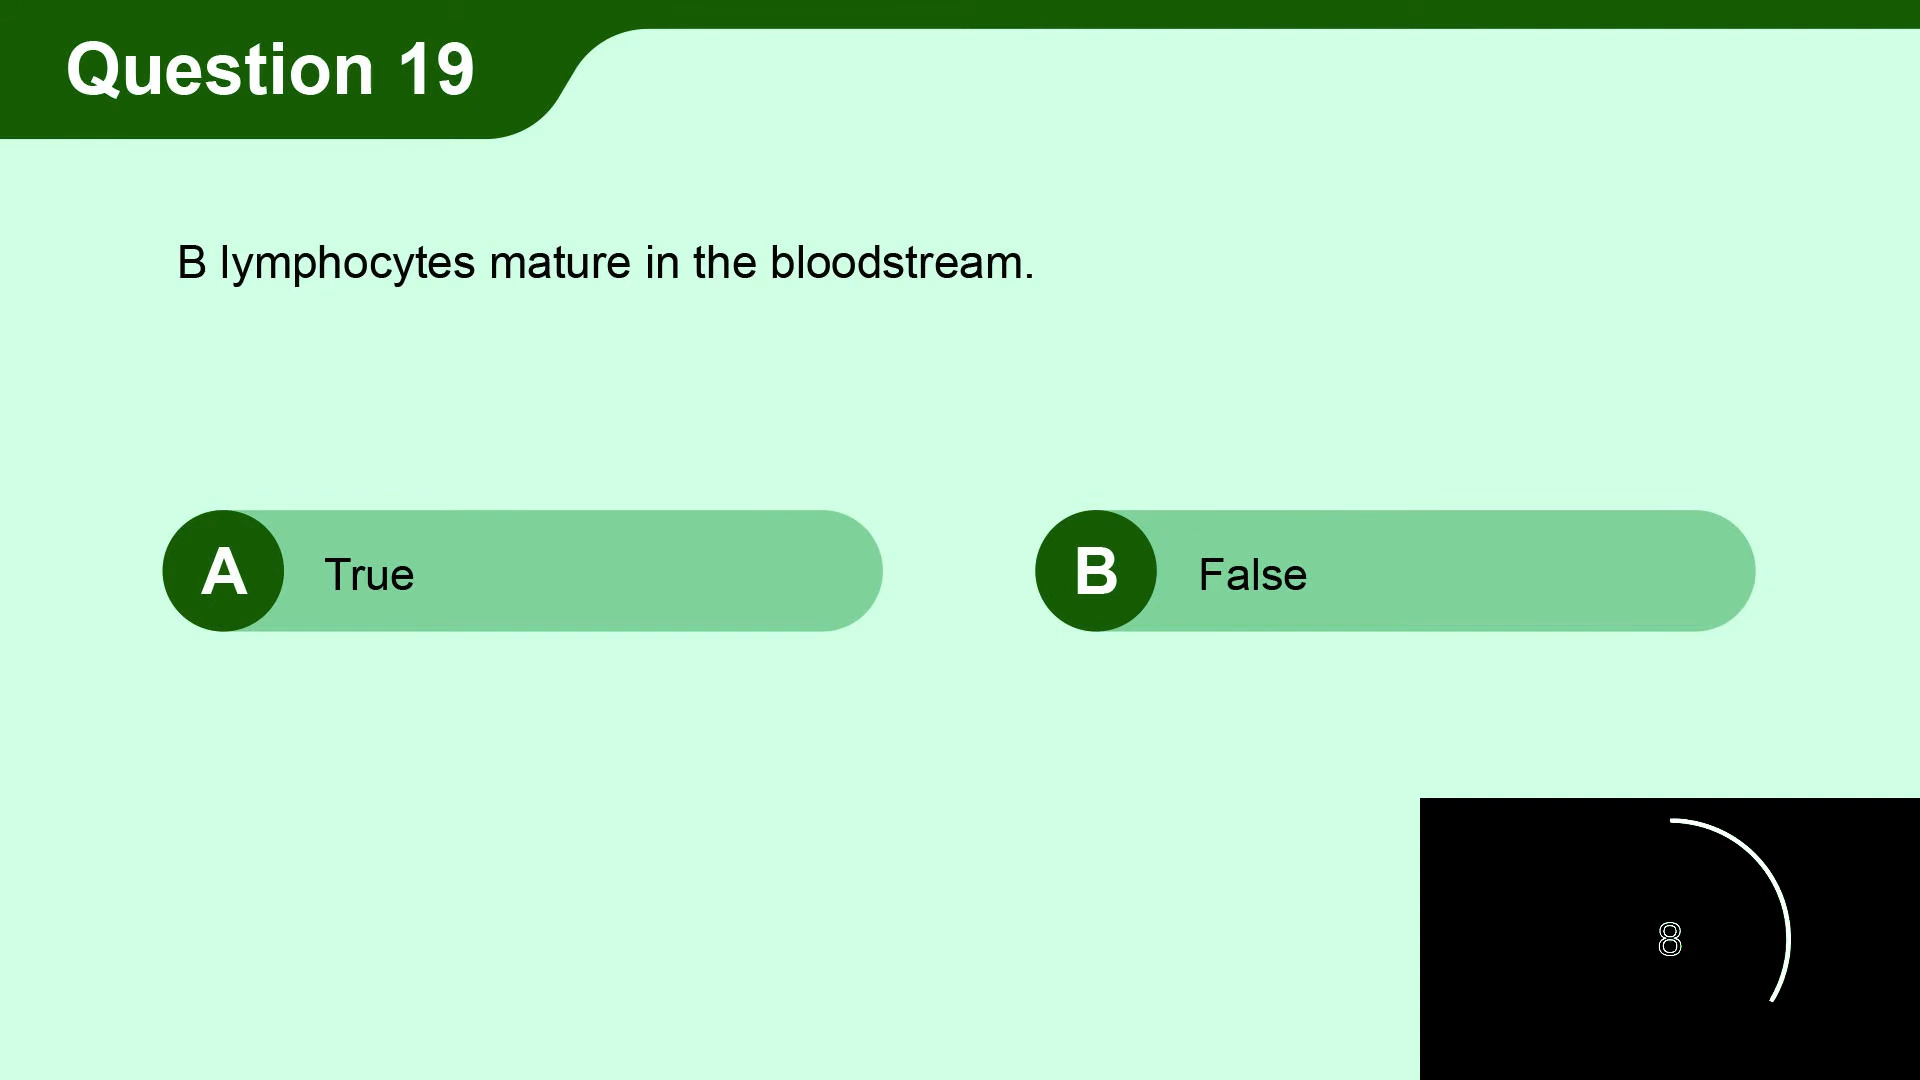 Question 19
B lymphocytes mature in the bloodstream.
A True
B False
8